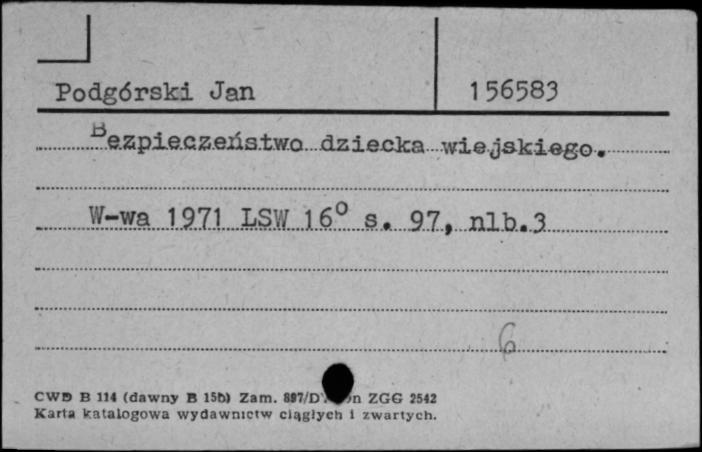 Podgórski Jan 156583
Bezpieczeństwo dziecka wiejskiego.
W-wa 1971 LSW 16° s. 97, nlb.3
6
CWD B 114 (dawny B 15b) Zam. 897/D ZGG 2542
Karta katalogowa wydawnictw ciągłych i zwartych.